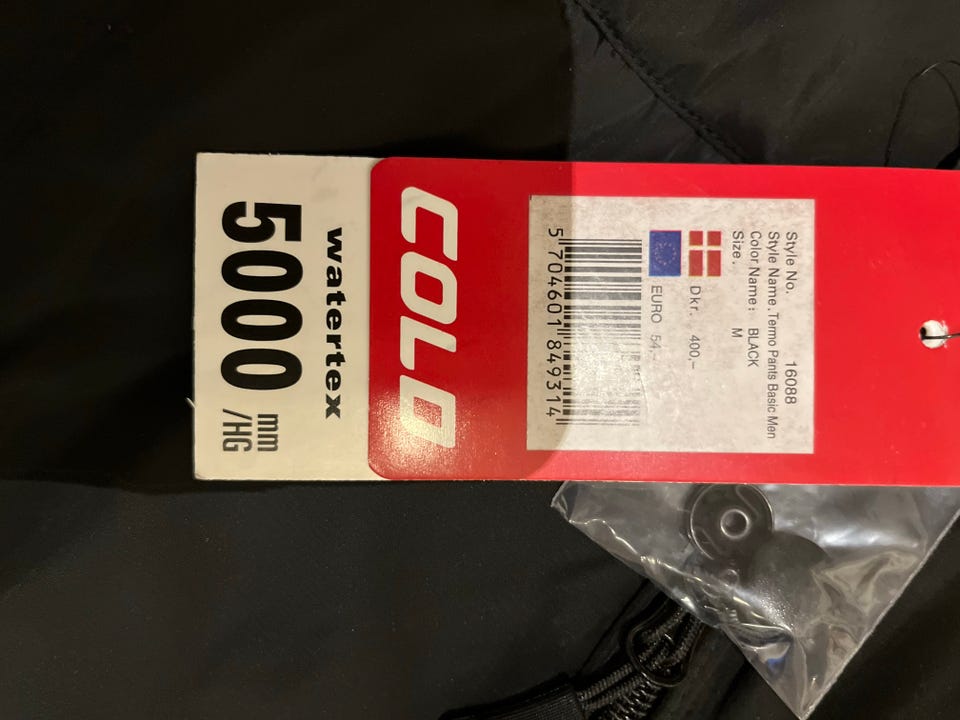 Style No. 16088
Style Name. Termo Pants Basic Men
Color Name: BLACK
Size. M
Dkr. 400,-
EURO 54,-
5 704601 849314
COLD
watertex
5000 mm
/HG